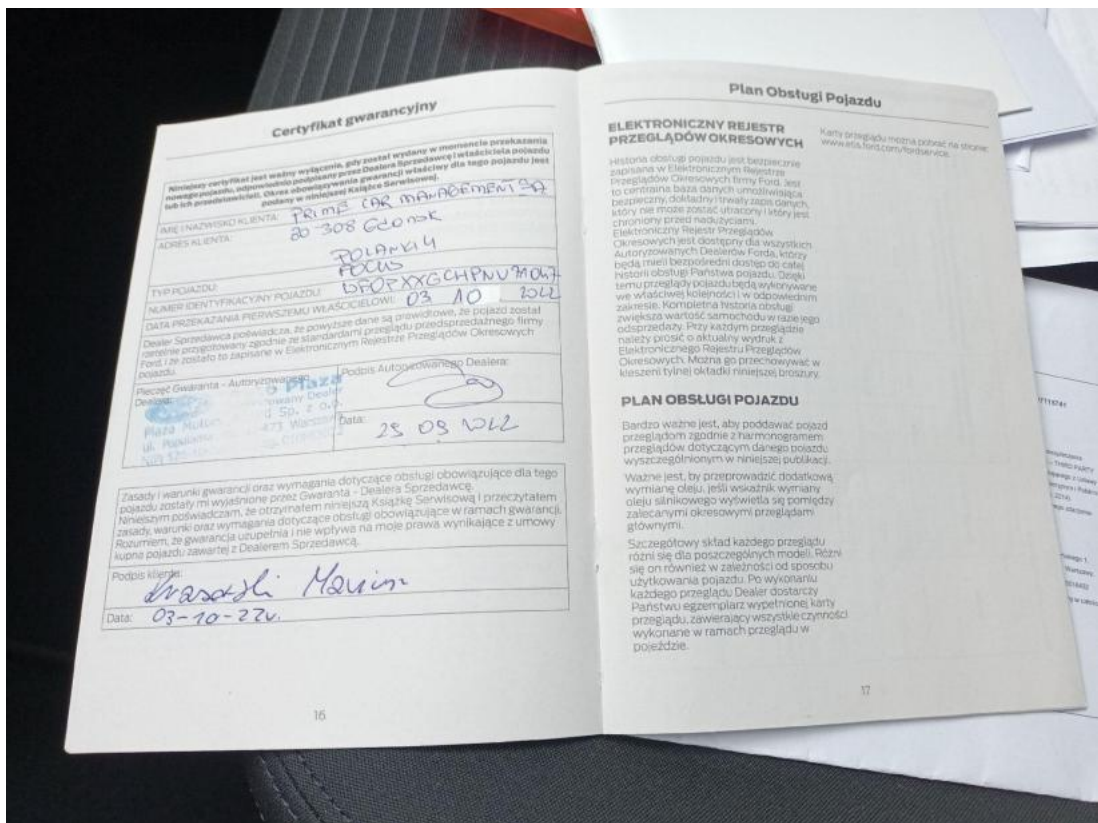 Certyfikat gwarancyjny
Niniejszy certyfikat jest ważny wyłącznie, gdy został wydany w momencie przekazania
nowego pojazdu, odpowiednio podpisany przez Dealera Sprzedawcę i właściciela pojazdu
lub ich przedstawicieli. Okres obowiązywania gwarancji właściwy dla tego pojazdu jest
podany w niniejszej Książce Serwisowej.
IMIĘ I NAZWISKO KLIENTA: PRIME CAR MANAGEMENT SA
ADRES KLIENTA: 80-308 GDańsk
POLANKI 4
TYP POJAZDU: FOCUS
NUMER IDENTYFIKACYJNY POJAZDU:
DATA PRZEKAZANIA PIERWSZEMU WŁAŚCICIELOWI: 03 10 2022
Dealer Sprzedawca poświadcza, że powyższe dane są prawidłowe, że pojazd został
rzetelnie przygotowany zgodnie ze standardami przeglądu przedsprzedażnego firmy
Ford, i że zostało to zapisane w Elektronicznym Rejestrze Przeglądów Okresowych
Pieczęć Gwaranta - Autoryzowanego
Dealera:
Plaza
Dealer
Sp. z o.o.
Podpis Autoryzowanego Dealera:
Data: 29 09 2022
Zasady i warunki gwarancji oraz wymagania dotyczące obsługi obowiązujące dla tego
pojazdu zostały mi wyjaśnione przez Gwaranta - Dealera Sprzedawcę.
Niniejszym poświadczam, że otrzymałem niniejszą Książkę Serwisową i przeczytałem
zasady, warunki oraz wymagania dotyczące obsługi obowiązujące w ramach gwarancji.
Rozumiem, że gwarancja uzupełnia i nie wpływa na moje prawa wynikające z umowy
kupna pojazdu zawartej z Dealerem Sprzedawcą.
Podpis klienta:
Data: 03-10-22r.
16
Plan Obsługi Pojazdu
ELEKTRONICZNY REJESTR
PRZEGLĄDÓW OKRESOWYCH
Historia obsługi pojazdu jest bezpiecznie
zapisana w Elektronicznym Rejestrze
Przeglądów Okresowych firmy Ford. Jest
to centralna baza danych umożliwiająca
bezpieczny, dokładny i trwały zapis danych,
który nie może zostać utracony i który jest
chroniony przed nadużyciami.
Elektroniczny Rejestr Przeglądów
Okresowych jest dostępny dla wszystkich
Autoryzowanych Dealerów Forda, którzy
będą mieli bezpośredni dostęp do całej
historii obsługi Państwa pojazdu. Dzięki
temu przeglądy pojazdu będą wykonywane
we właściwej kolejności i w odpowiednim
zakresie. Kompletna historia obsługi
zwiększa wartość samochodu w razie jego
odsprzedaży. Przy każdym przeglądzie
należy prosić o aktualny wydruk z
Elektronicznego Rejestru Przeglądów
Okresowych. Można go przechowywać w
kieszeni tylnej okładki niniejszej broszury.
PLAN OBSŁUGI POJAZDU
Bardzo ważne jest, aby poddawać pojazd
przeglądom zgodnie z harmonogramem
przeglądów dotyczącym danego pojazdu
wyszczególnionym w niniejszej publikacji.
Ważne jest, by przeprowadzić dodatkową
wymianę oleju, jeśli wskaźnik wymiany
oleju silnikowego wyświetla się pomiędzy
zalecanymi okresowymi przeglądami
głównymi.
Szczegółowy skład każdego przeglądu
różni się dla poszczególnych modeli. Różni
się on również w zależności od sposobu
użytkowania pojazdu. Po wykonaniu
każdego przeglądu Dealer dostarczy
Państwu egzemplarz wypełnionej karty
przeglądu, zawierający wszystkie czynności
wykonane w ramach przeglądu w
pojeździe.
Karty przeglądu można pobrać na stronie:
www.etis.ford.com/fordservice.
17
THIRD PARTY